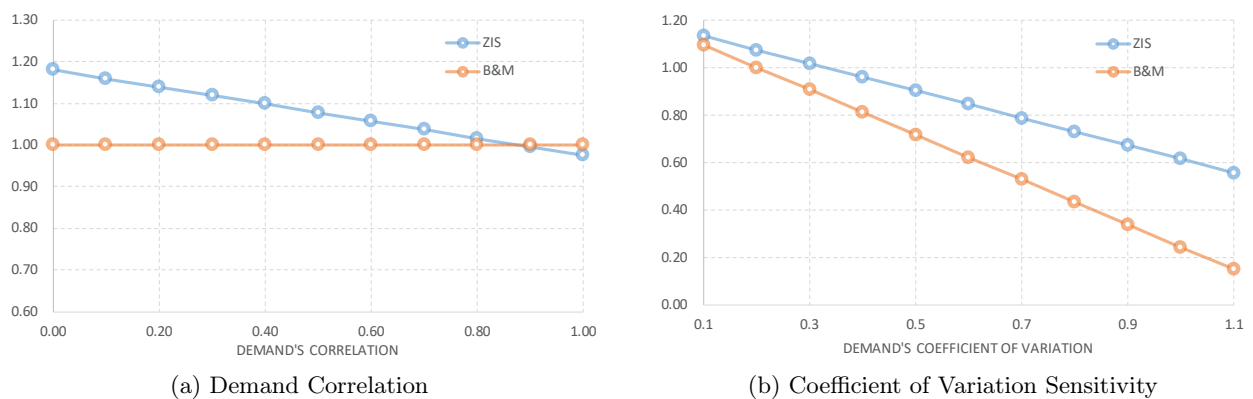 1.30
1.20
1.10
1.00
0.90
0.80
0.70
0.60
ZIS
B&M
0.00 0.20 0.40 0.60 0.80 1.00
DEMAND'S CORRELATION
(a) Demand Correlation
1.20
1.00
0.80
0.60
0.40
0.20
0.00
ZIS
B&M
0.1 0.3 0.5 0.7 0.9 1.1
DEMAND'S COEFFICIENT OF VARIATION
(b) Coefficient of Variation Sensitivity